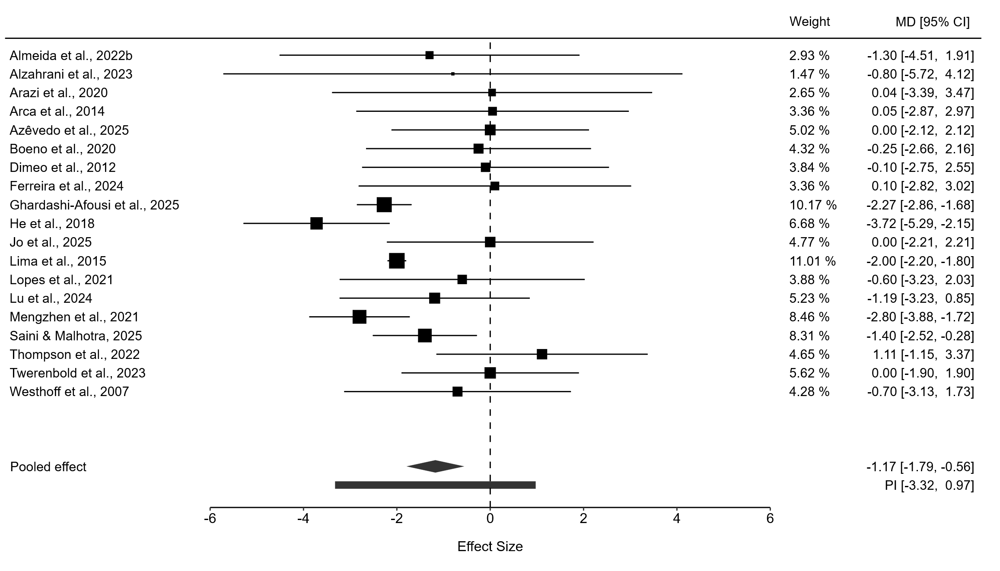 Weight MD [95% CI]
Almeida et al., 2022b 2.93 % -1.30 [-4.51, 1.91]
Alzahrani et al., 2023 1.47 % -0.80 [-5.72, 4.12]
Arazi et al., 2020 2.65 % 0.04 [-3.39, 3.47]
Arca et al., 2014 3.36 % 0.05 [-2.87, 2.97]
Azêvedo et al., 2025 5.02 % 0.00 [-2.12, 2.12]
Boeno et al., 2020 4.32 % -0.25 [-2.66, 2.16]
Dimeo et al., 2012 3.84 % -0.10 [-2.75, 2.55]
Ferreira et al., 2024 3.36 % 0.10 [-2.82, 3.02]
Ghardashi-Afousi et al., 2025 10.17 % -2.27 [-2.86, -1.68]
He et al., 2018 6.68 % -3.72 [-5.29, -2.15]
Jo et al., 2025 4.77 % 0.00 [-2.21, 2.21]
Lima et al., 2015 11.01 % -2.00 [-2.20, -1.80]
Lopes et al., 2021 3.88 % -0.60 [-3.23, 2.03]
Lu et al., 2024 5.23 % -1.19 [-3.23, 0.85]
Mengzhen et al., 2021 8.46 % -2.80 [-3.88, -1.72]
Saini & Malhotra, 2025 8.31 % -1.40 [-2.52, -0.28]
Thompson et al., 2022 4.65 % 1.11 [-1.15, 3.37]
Twerenbold et al., 2023 5.62 % 0.00 [-1.90, 1.90]
Westhoff et al., 2007 4.28 % -0.70 [-3.13, 1.73]
Pooled effect -1.17 [-1.79, -0.56]
PI [-3.32, 0.97]
-6 -4 -2 0 2 4 6
Effect Size